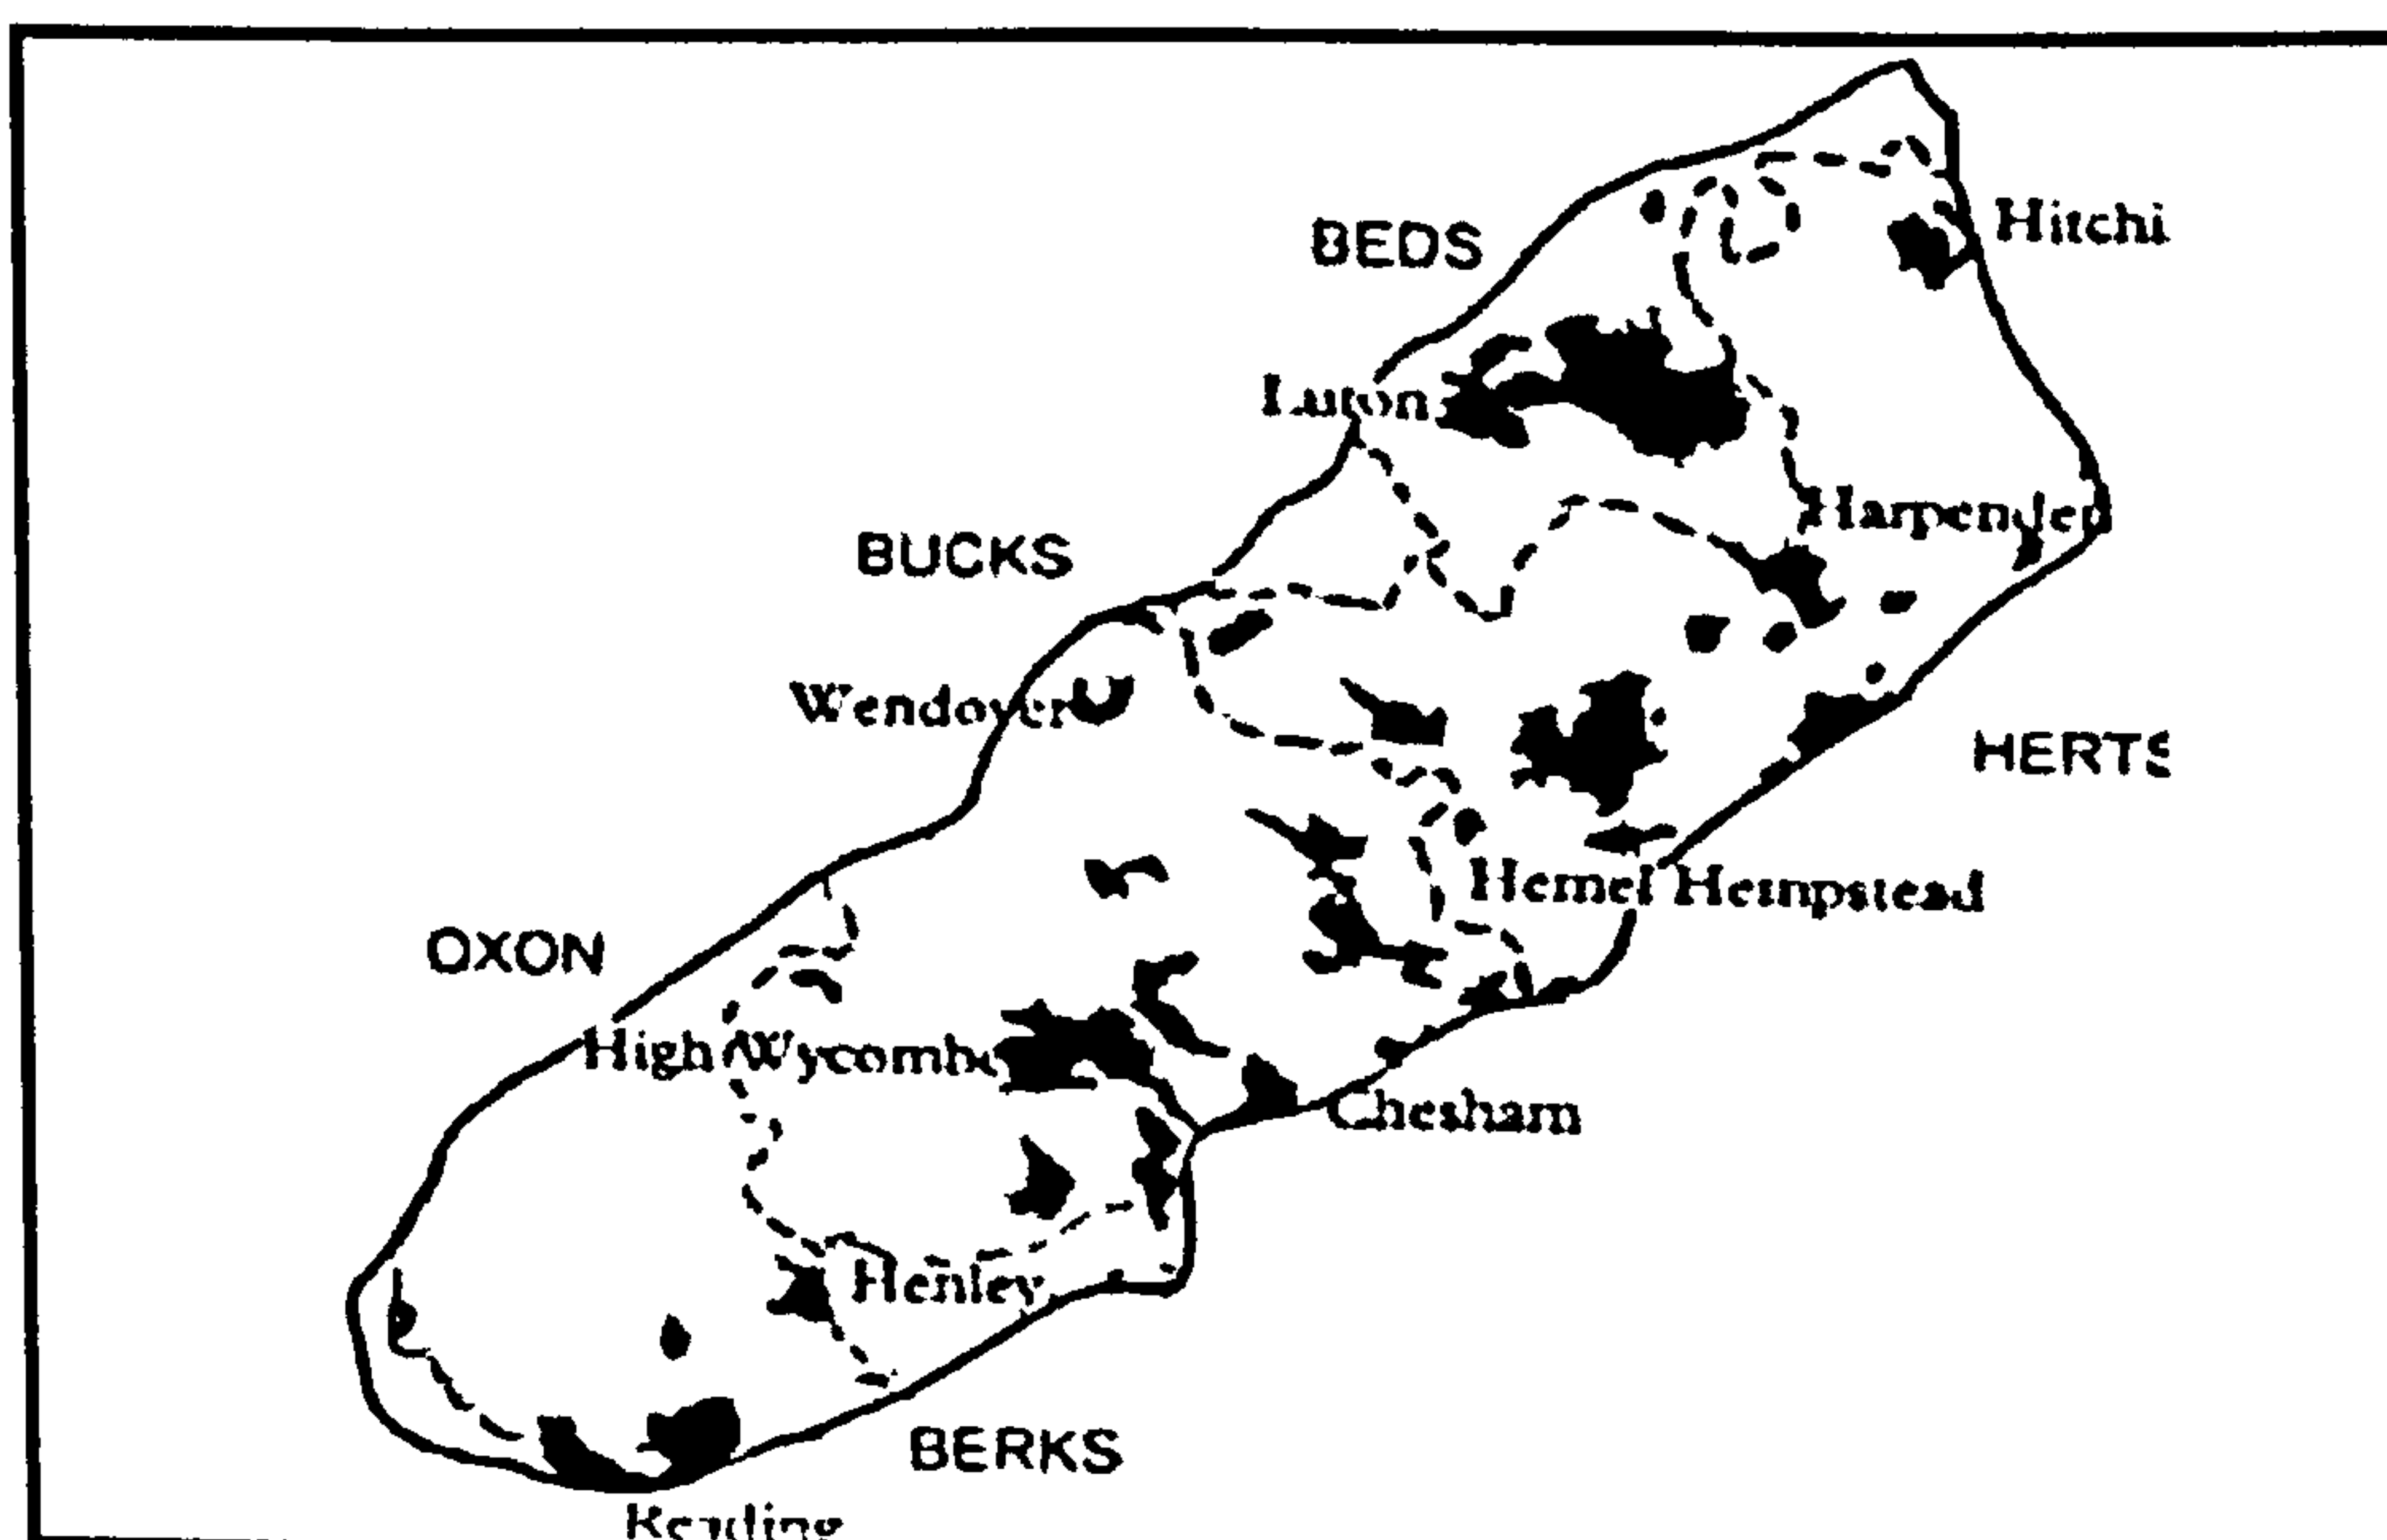 BEDS
Hitchi
Luton
Harpenden
BUCKS
Wendover
HERTS
Hemel Hempstead
OXON
High Wycombe
Chesham
Henley
BERKS
Reading